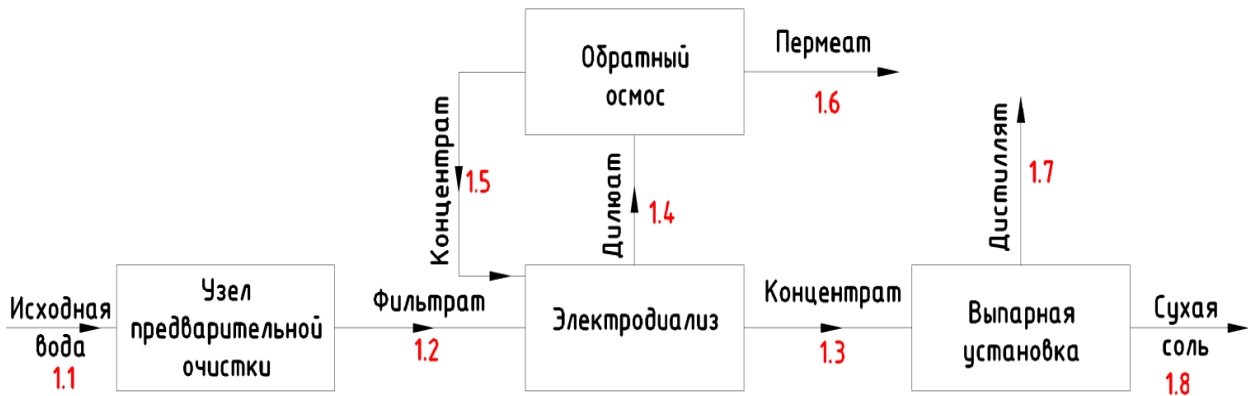 Обратный
осмос
Пермеат
1.6
Концентрат
1.5
Дилюат
1.4
Дистиллят
1.7
Исходная
вода
1.1
Узел
предварительной
очистки
Фильтрат
1.2
Электродиализ
Концентрат
1.3
Выпарная
установка
Сухая
соль
1.8